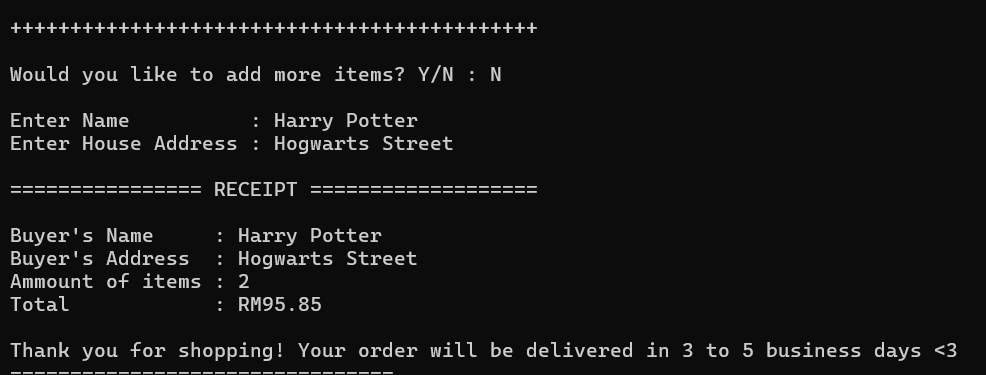 ++++++++++++++++++++++++++++++++++++++++++++
Would you like to add more items? Y/N : N
Enter Name          : Harry Potter
Enter House Address : Hogwarts Street
================ RECEIPT ===================
Buyer's Name     : Harry Potter
Buyer's Address  : Hogwarts Street
Ammount of items : 2
Total            : RM95.85
Thank you for shopping! Your order will be delivered in 3 to 5 business days <3
================================